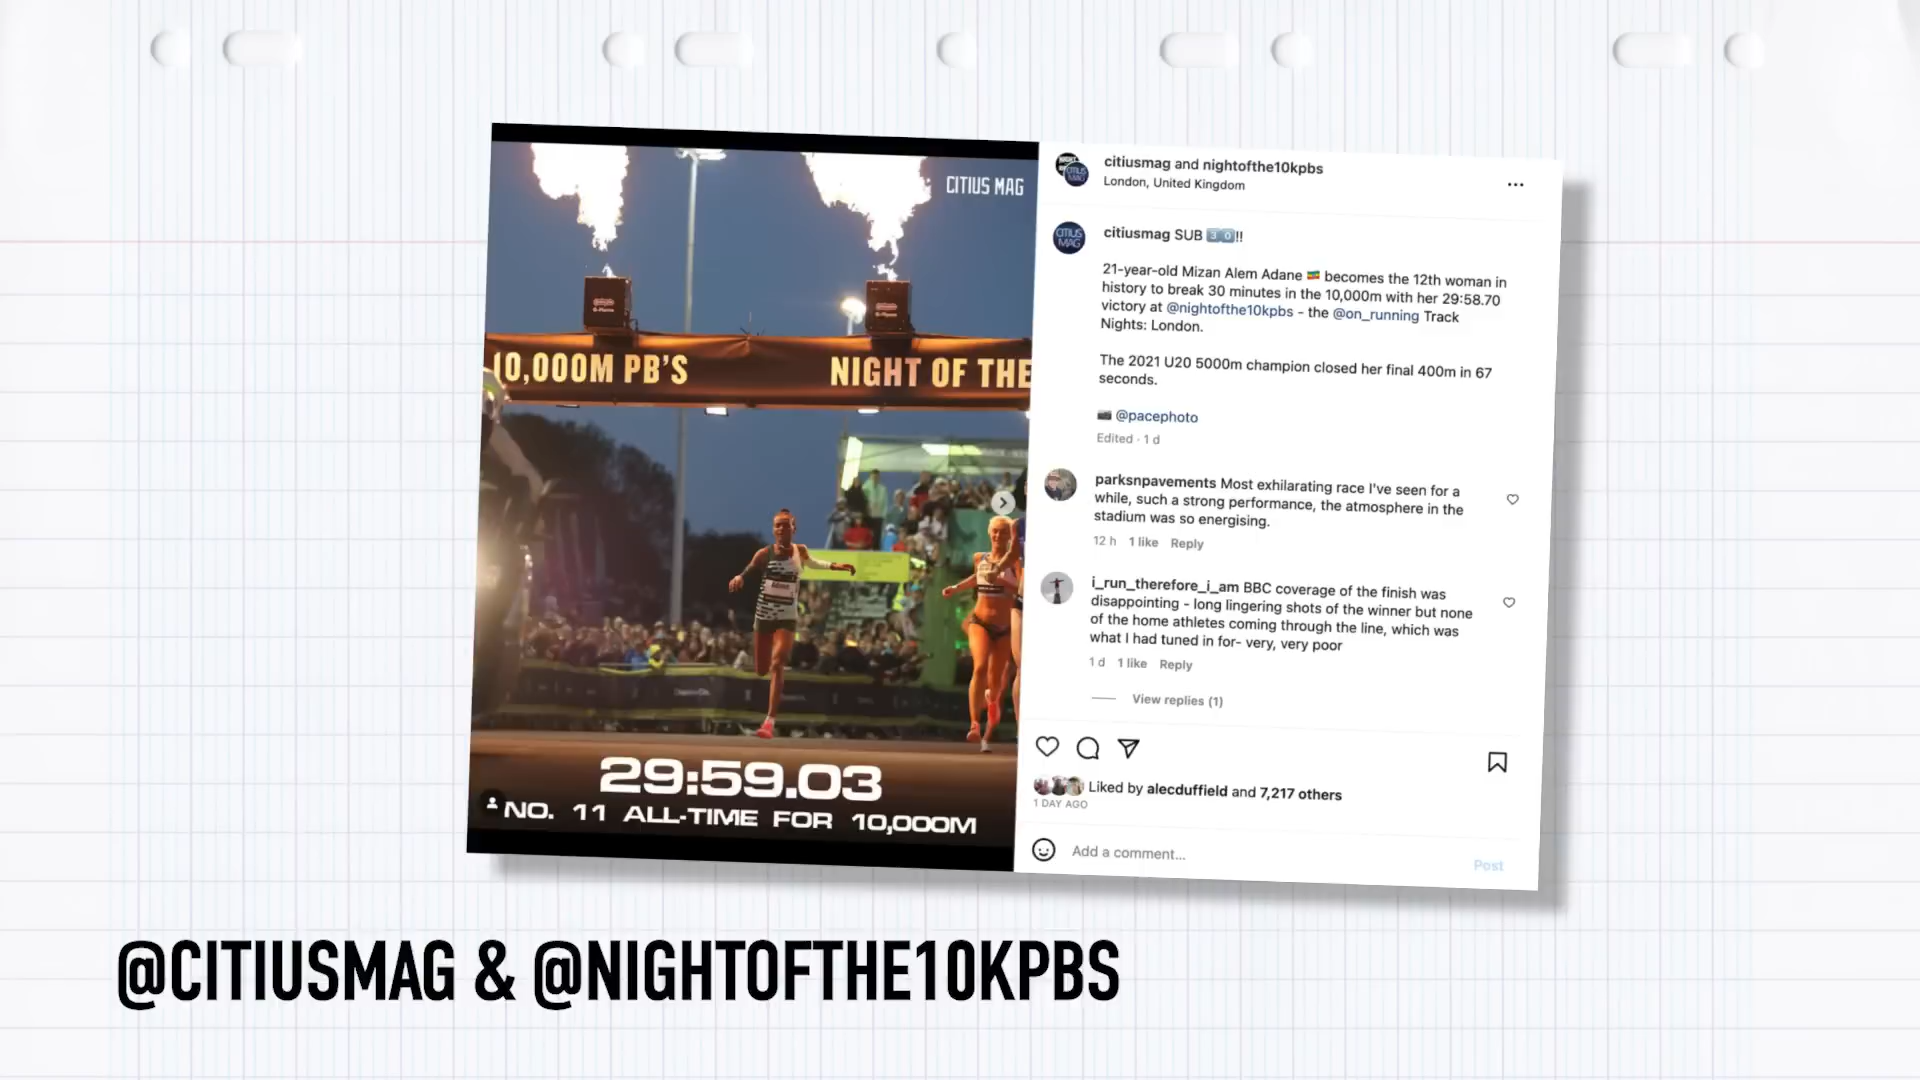 CITIUS MAG
10,000M PB'S
NIGHT OF THE
29:59.03
NO. 11 ALL-TIME FOR 10,000M
citiusmag and nightofthe10kpbs
London, United Kingdom
citiusmag SUB 30!!
21-year-old Mizan Alem Adane 🇪🇹 becomes the 12th woman in
history to break 30 minutes in the 10,000m with her 29:58.70
victory at @nightofthe10kpbs - the @on_running Track
Nights: London.
The 2021 U20 5000m champion closed her final 400m in 67
seconds.
📷 @pacephoto
Edited · 1 d
parksnpavements Most exhilarating race I've seen for a
while, such a strong performance, the atmosphere in the
stadium was so energising.
12 h 1 like Reply
i_run_therefore_i_am BBC coverage of the finish was
disappointing - long lingering shots of the winner but none
of the home athletes coming through the line, which was
what I had tuned in for- very, very poor
1 d 1 like Reply
View replies (1)
Liked by alecduffield and 7,217 others
1 DAY AGO
Add a comment...
Post
@CITIUSMAG & @NIGHTOFTHE10KPBS